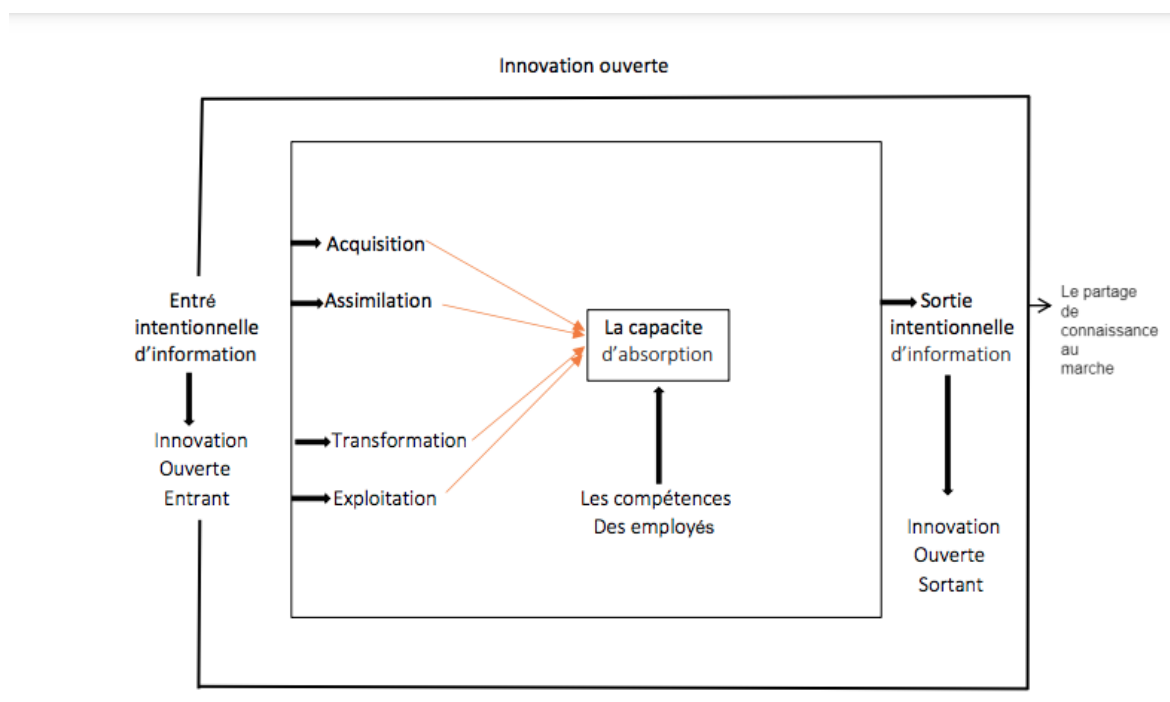 Innovation ouverte
Entré
intentionnelle
d'information
Innovation
Ouverte
Entrant
Acquisition
Assimilation
Transformation
Exploitation
La capacite
d'absorption
Les compétences
Des employés
Sortie
intentionnelle
d'information
Innovation
Ouverte
Sortant
Le partage
de
connaissance
au
marche